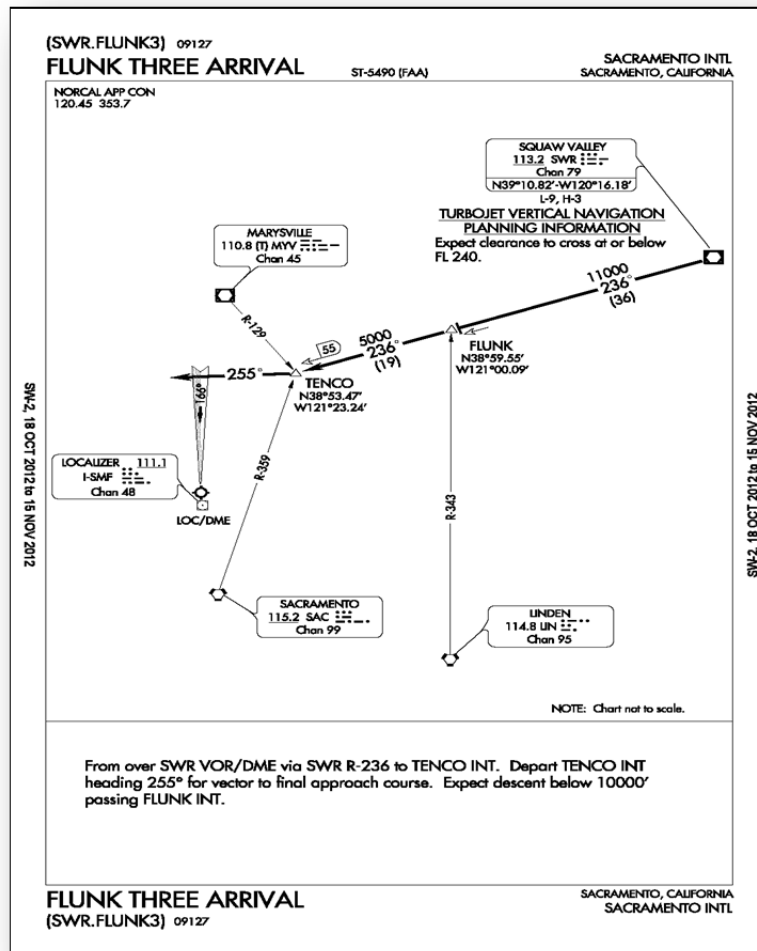 (SWR.FLUNK3) 09127
FLUNK THREE ARRIVAL
ST-5490 (FAA)
SACRAMENTO INTL
SACRAMENTO, CALIFORNIA
NORCAL APP CON
120.45 353.7
SQUAW VALLEY
113.2 SWR
Chan 79
N39°10.82'-W120°16.18'
L-9, H-3
TURBOJET VERTICAL NAVIGATION
PLANNING INFORMATION
Expect clearance to cross at or below
FL 240.
MARYSVILLE
110.8 (T) MYV
Chan 45
11000
236°
(36)
R-129
55
5000
236°
(19)
FLUNK
N38°59.55'
W121°00.09'
255°
TENCO
N38°53.47'
W121°23.24'
166°
LOCALIZER 111.1
I-SMF
Chan 48
LOC/DME
R-359
R-343
SACRAMENTO
115.2 SAC
Chan 99
LINDEN
114.8 LIN
Chan 95
NOTE: Chart not to scale.
SW-2, 18 OCT 2012 to 15 NOV 2012
SW-2, 18 OCT 2012 to 15 NOV 2012
From over SWR VOR/DME via SWR R-236 to TENCO INT. Depart TENCO INT
heading 255° for vector to final approach course. Expect descent below 10000'
passing FLUNK INT.
FLUNK THREE ARRIVAL
(SWR.FLUNK3) 09127
SACRAMENTO, CALIFORNIA
SACRAMENTO INTL